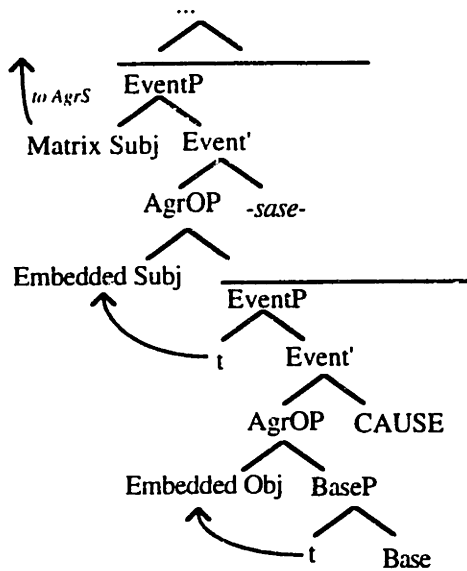 ...
EventP
to AgrS
Matrix Subj Event'
AgrOP -sase-
Embedded Subj
EventP
t Event'
AgrOP CAUSE
Embedded Obj BaseP
t Base